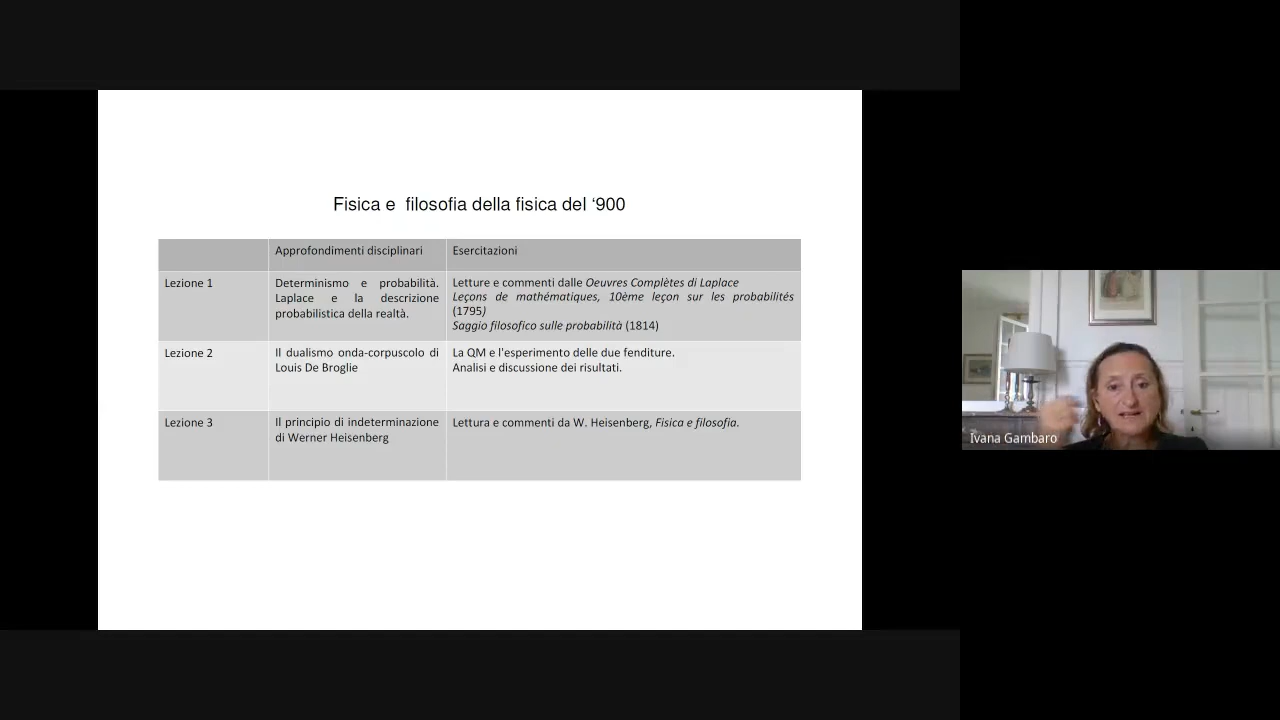 Fisica e  filosofia della fisica del ‘900
Approfondimenti disciplinari
Esercitazioni
Lezione 1
Determinismo e probabilità.
Laplace e la descrizione
probabilistica della realtà.
Letture e commenti dalle Oeuvres Complètes di Laplace
Leçons de mathématiques, 10ème leçon sur les probabilités
(1795)
Saggio filosofico sulle probabilità (1814)
Lezione 2
Il dualismo onda-corpuscolo di
Louis De Broglie
La QM e l'esperimento delle due fenditure.
Analisi e discussione dei risultati.
Lezione 3
Il principio di indeterminazione
di Werner Heisenberg
Lettura e commenti da W. Heisenberg, Fisica e filosofia.
Ivana Gambaro